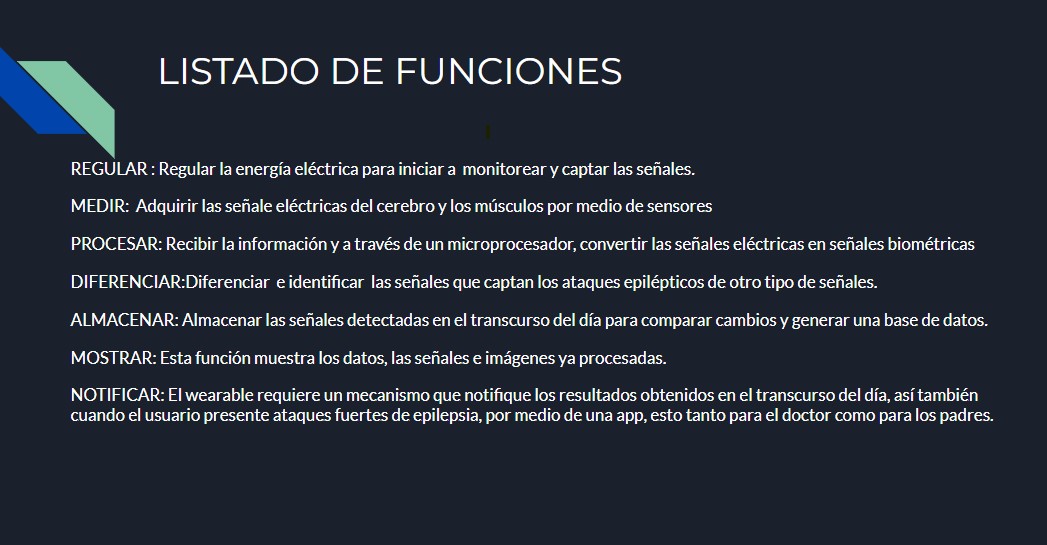 LISTADO DE FUNCIONES
REGULAR : Regular la energía eléctrica para iniciar a monitorear y captar las señales.
MEDIR: Adquirir las señale eléctricas del cerebro y los músculos por medio de sensores
PROCESAR: Recibir la información y a través de un microprocesador, convertir las señales eléctricas en señales biométricas
DIFERENCIAR:Diferenciar e identificar las señales que captan los ataques epilépticos de otro tipo de señales.
ALMACENAR: Almacenar las señales detectadas en el transcurso del día para comparar cambios y generar una base de datos.
MOSTRAR: Esta función muestra los datos, las señales e imágenes ya procesadas.
NOTIFICAR: El wearable requiere un mecanismo que notifique los resultados obtenidos en el transcurso del día, así también
cuando el usuario presente ataques fuertes de epilepsia, por medio de una app, esto tanto para el doctor como para los padres.